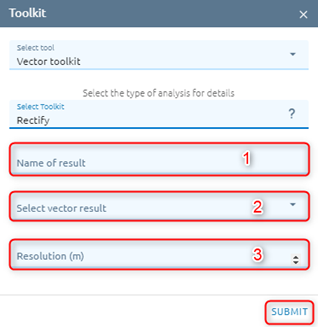 Toolkit ×
Select tool
Vector toolkit
Select the type of analysis for details
Select Toolkit
Rectify ?
Name of result 1
Select vector result 2
Resolution (m) 3
SUBMIT